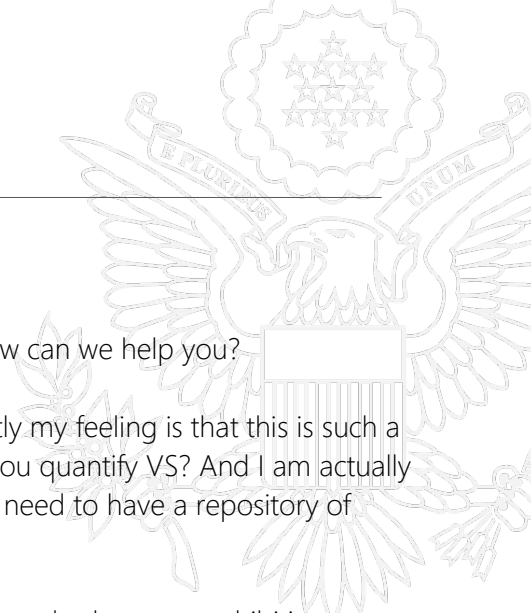 E PLURIBUS UNUM
w can we help you?
tly my feeling is that this is such a
ou quantify VS? And I am actually
need to have a repository of